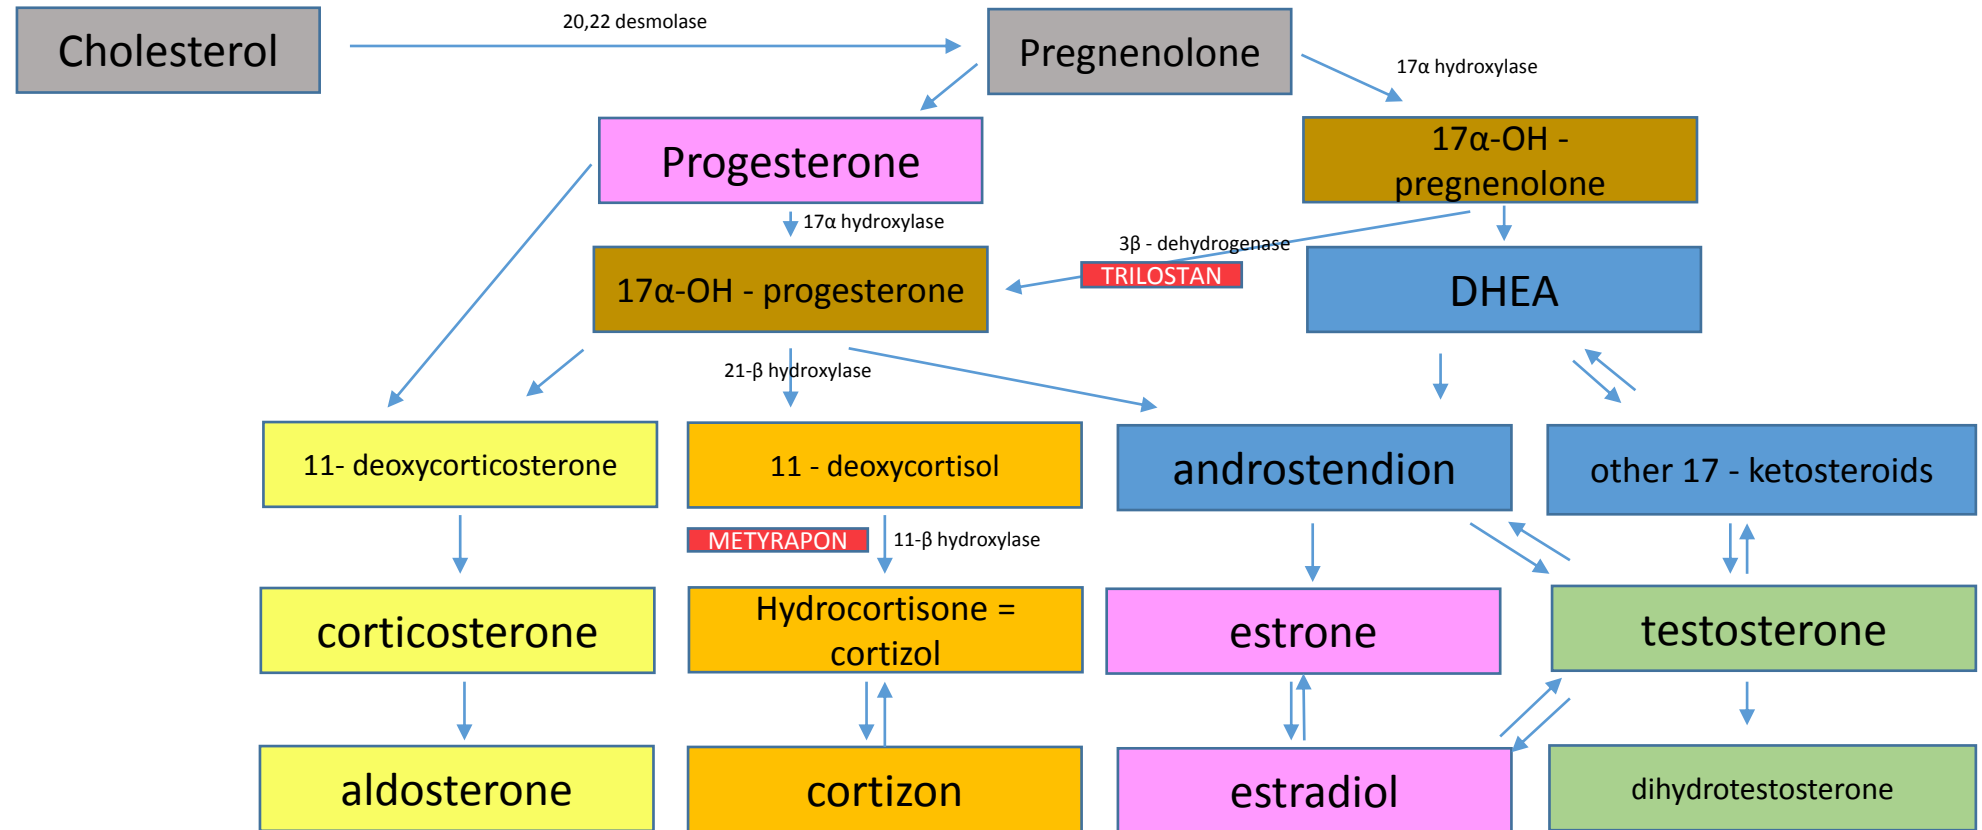 20,22 desmolase
Cholesterol
Pregnenolone
17α hydroxylase
Progesterone
17α-OH -
pregnenolone
17α hydroxylase
3β - dehydrogenase
TRILOSTAN
17α-OH - progesterone
DHEA
21-β hydroxylase
11- deoxycorticosterone
11 - deoxycortisol
androstendion
other 17 - ketosteroids
METYRAPON
11-β hydroxylase
corticosterone
Hydrocortisone =
cortizol
estrone
testosterone
aldosterone
cortizon
estradiol
dihydrotestosterone